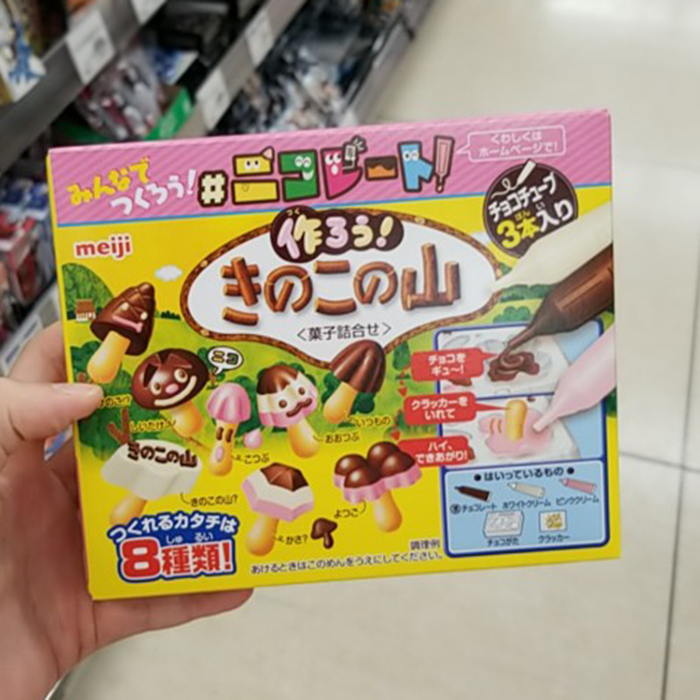 みんなで
つくろう!
#ニコレート!
くわしくは
ホームページで!
meiji
チョコチューブ
3本入り
ほん い
つく
作ろう!
きのこの山
<菓子詰合せ>
ニコ
チョコを
ギュ〜!
クラッカーを
いれて
ハイ、
できあがり!
しいたけ?
こつぶ
おおつぶ
いつもの
きのこの山
きのこの山?
かさ?
よつご
つくれるカタチは
しゅ るい
8種類!
●はいっているもの●
チョコレート ホワイトクリーム ピンククリーム
チョコがた クラッカー
調理例
あけるときはこのめんをうえにしてください。